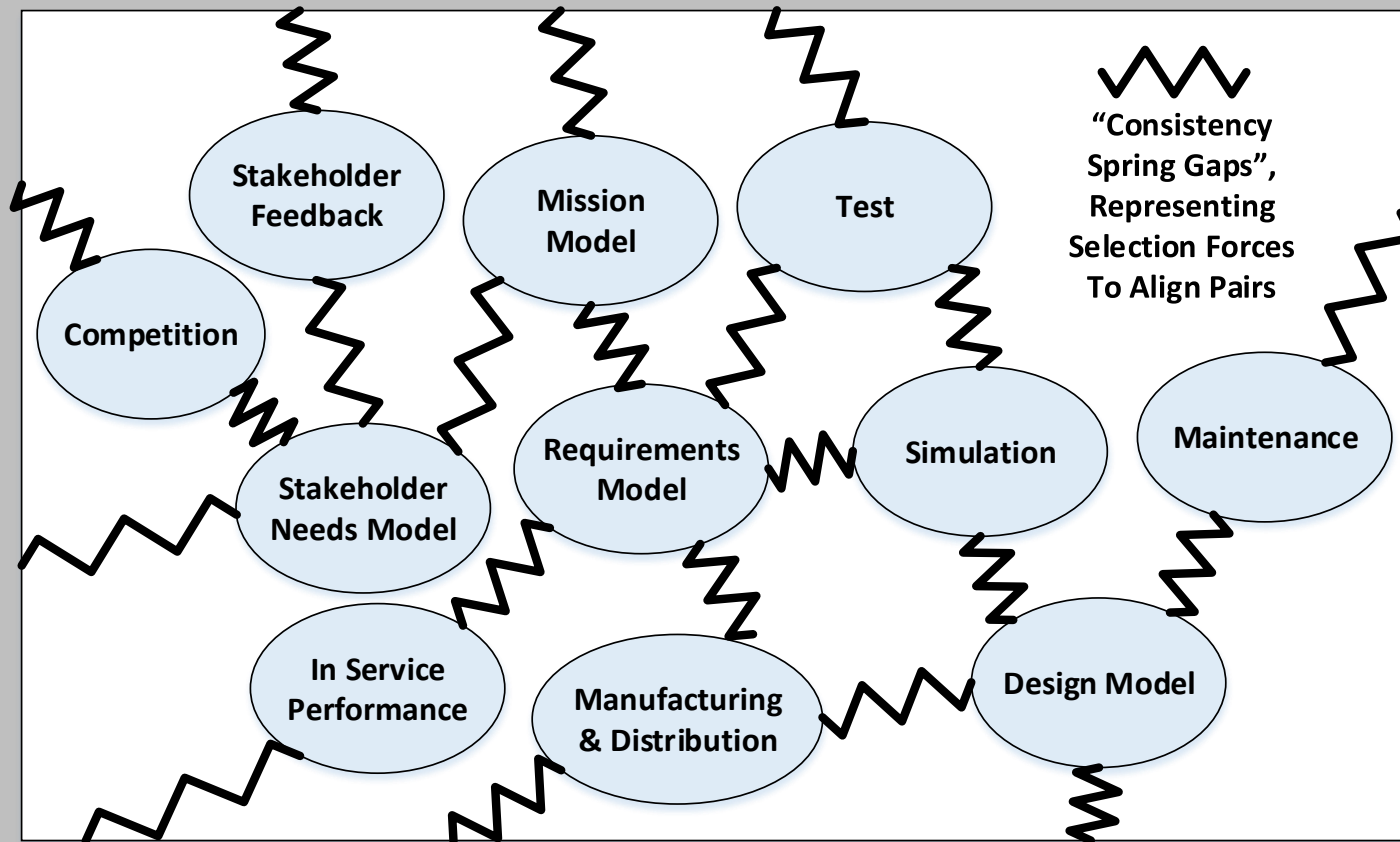 “Consistency
Spring Gaps”,
Representing
Selection Forces
To Align Pairs
Stakeholder
Feedback
Mission
Model
Test
Competition
Requirements
Model
Simulation
Maintenance
Stakeholder
Needs Model
In Service
Performance
Manufacturing
& Distribution
Design Model